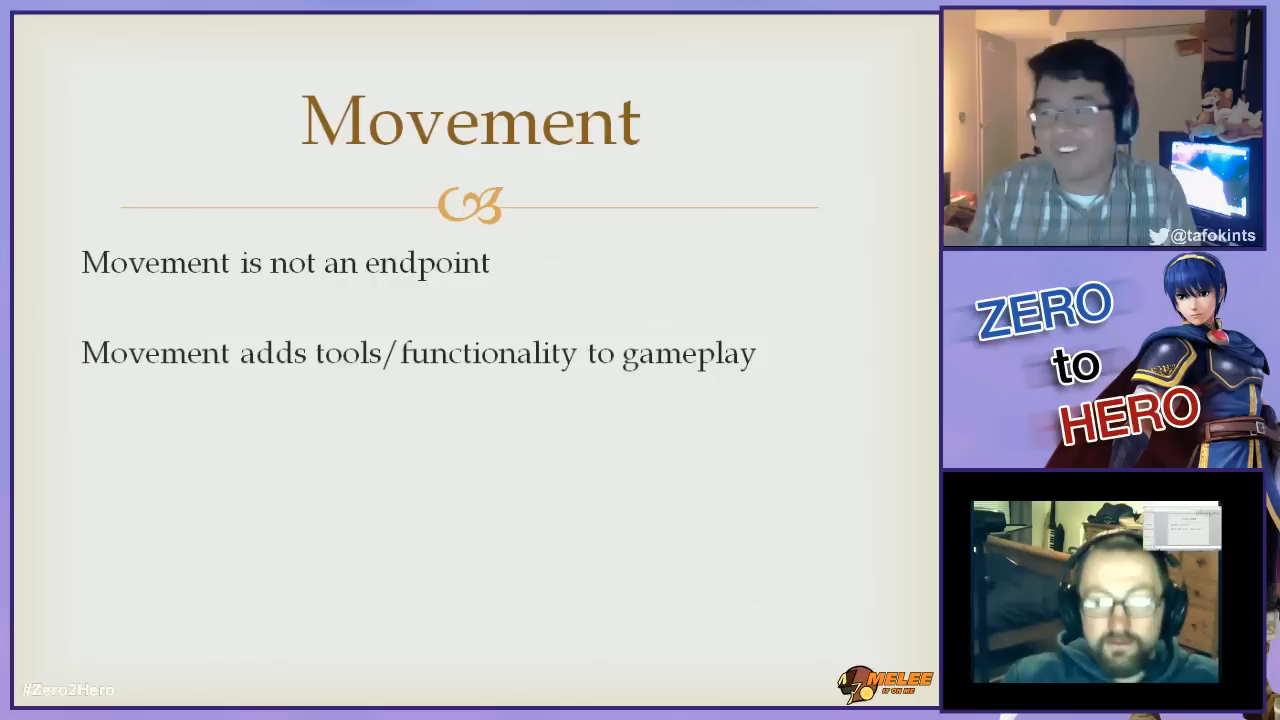 Movement
Movement is not an endpoint
Movement adds tools/functionality to gameplay
@tafokints
ZERO
to
HERO
#Zero2Hero
MELEE
IT ON ME